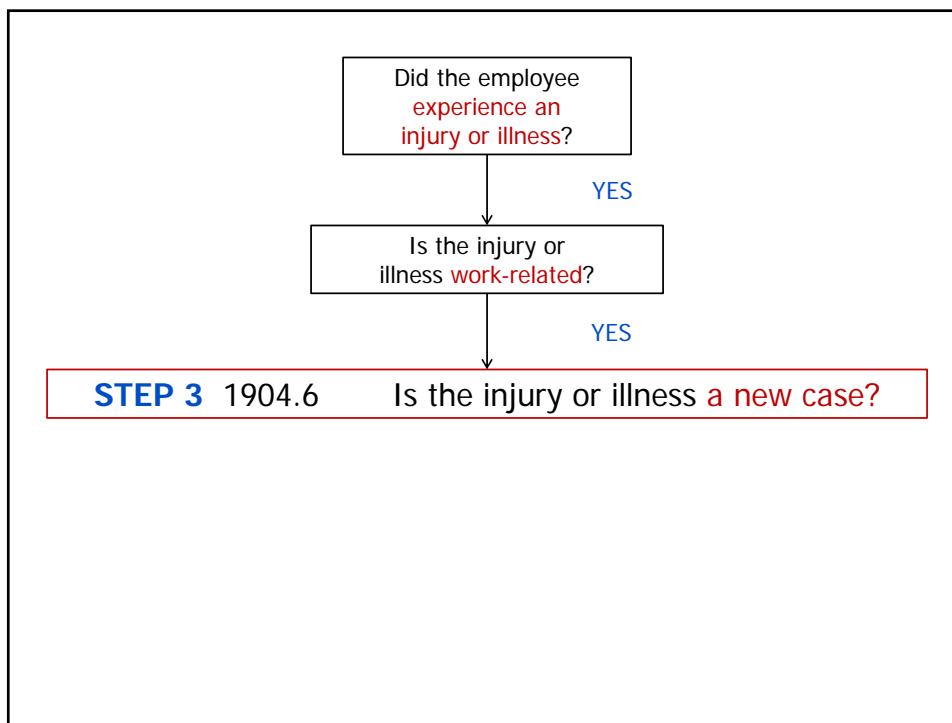 Did the employee
experience an
injury or illness?
YES
Is the injury or
illness work-related?
YES
STEP 3 1904.6 Is the injury or illness a new case?